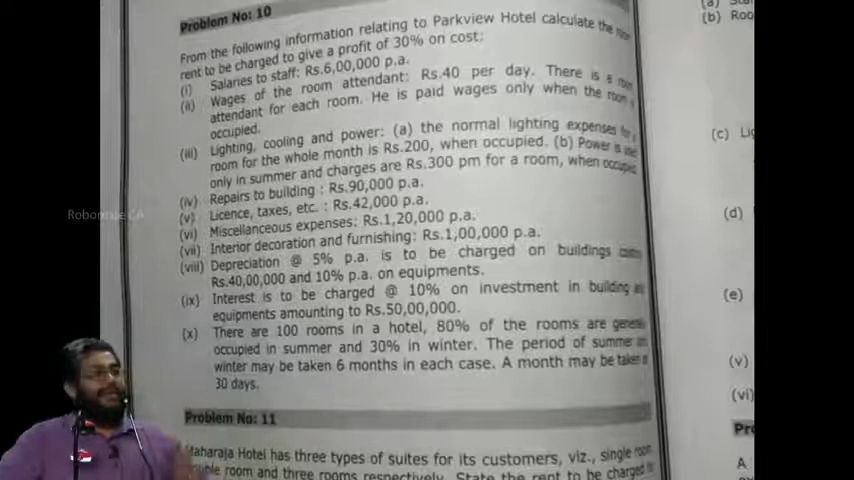 Problem No: 10
From the following information relating to Parkview Hotel calculate the room
rent to be charged to give a profit of 30% on cost:
(i) Salaries to staff: Rs.6,00,000 p.a.
(ii) Wages of the room attendant: Rs.40 per day. There is a room
attendant for each room. He is paid wages only when the room
occupied.
(iii) Lighting, cooling and power: (a) the normal lighting expenses for
room for the whole month is Rs.200, when occupied. (b) Power is used
only in summer and charges are Rs.300 pm for a room, when occupied.
(iv) Repairs to building : Rs.90,000 p.a.
(v) Licence, taxes, etc. : Rs.42,000 p.a.
(vi) Miscellaneous expenses: Rs.1,20,000 p.a.
(vii) Interior decoration and furnishing: Rs.1,00,000 p.a.
(viii) Depreciation @ 5% p.a. is to be charged on buildings
Rs.40,00,000 and 10% p.a. on equipments.
(ix) Interest is to be charged @ 10% on investment in building
equipments amounting to Rs.50,00,000.
(x) There are 100 rooms in a hotel, 80% of the rooms are
occupied in summer and 30% in winter. The period of summer
winter may be taken 6 months in each case. A month may be taken
30 days.
Problem No: 11
Maharaja Hotel has three types of suites for its customers, viz., single room
room and three rooms respectively. State the rent to be charged
(b) Roo
(c)
(d)
(e)
(v)
(vi)
A